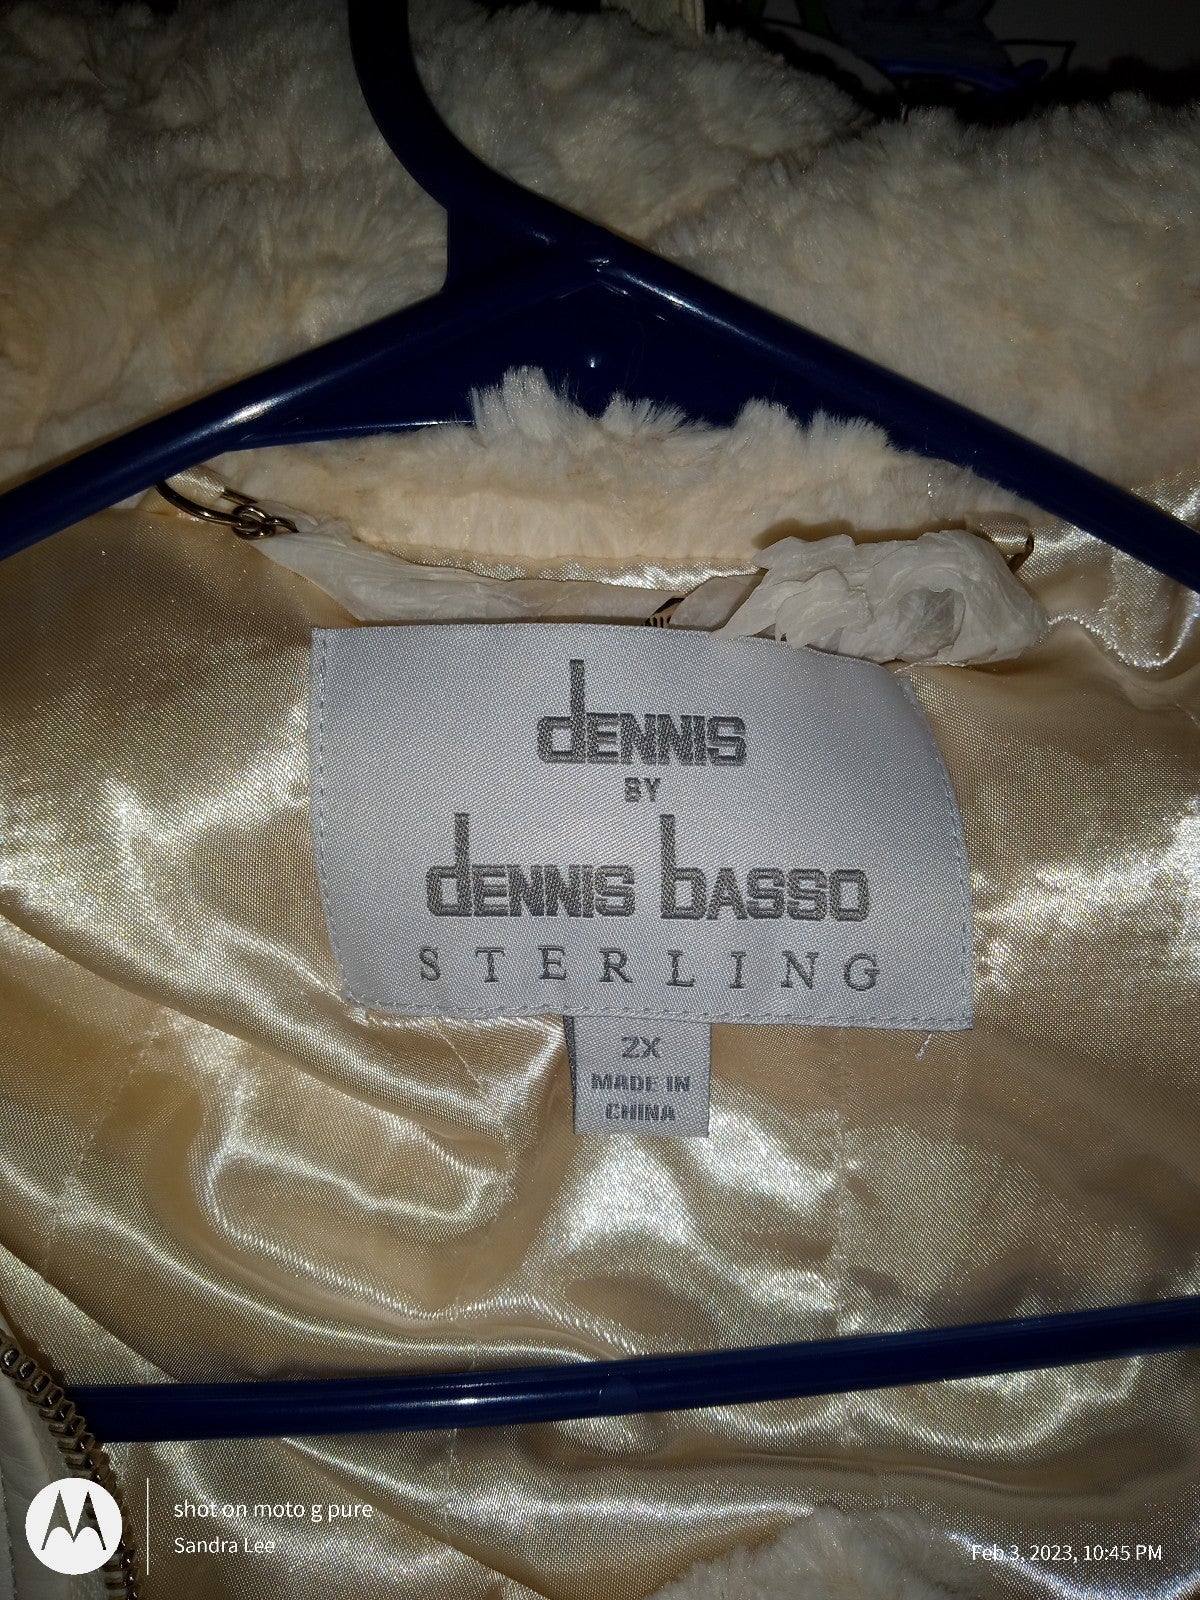 dENNIS
BY
dENNIS bASSO
STERLING
2X
MADE IN
CHINA
shot on moto g pure
Sandra Lee
Feb 3, 2023, 10:45 PM